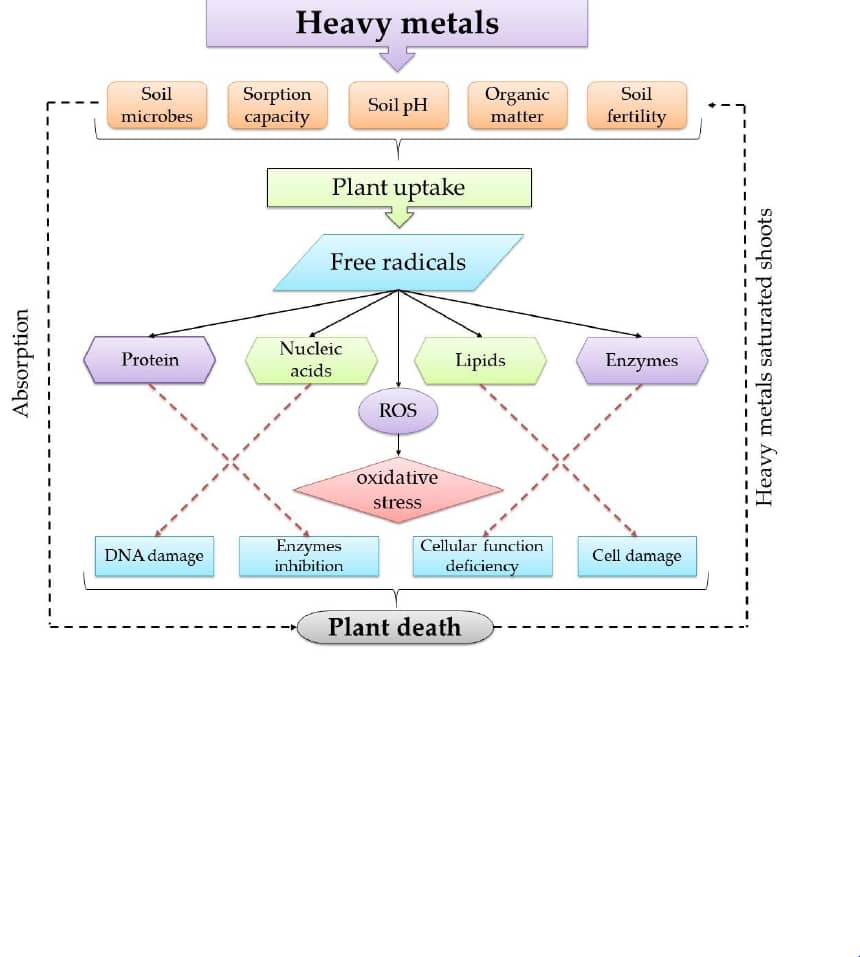 Heavy metals
Soil
microbes
Sorption
capacity
Soil pH
Organic
matter
Soil
fertility
Plant uptake
Free radicals
Protein
Nucleic
acids
Lipids
Enzymes
ROS
oxidative
stress
DNA damage
Enzymes
inhibition
Cellular function
deficiency
Cell damage
Plant death
Absorption
Heavy metals saturated shoots